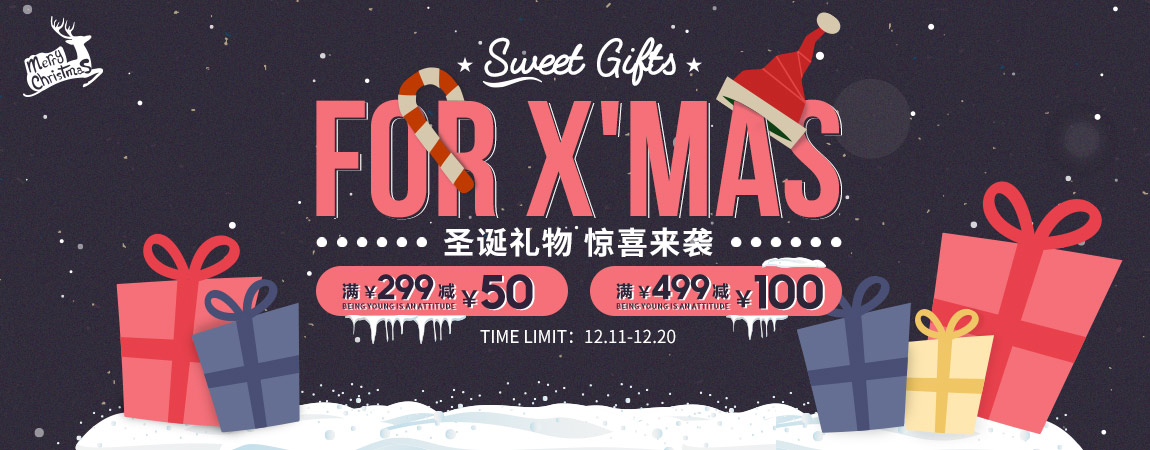 Merry
Christmas
Sweet Gifts
FOR X'MAS
圣诞礼物 惊喜来袭
满 ¥299减 ¥50
BEING YOUNG IS AN ATTITUDE
满 ¥499减 ¥100
BEING YOUNG IS AN ATTITUDE
TIME LIMIT：12.11-12.20